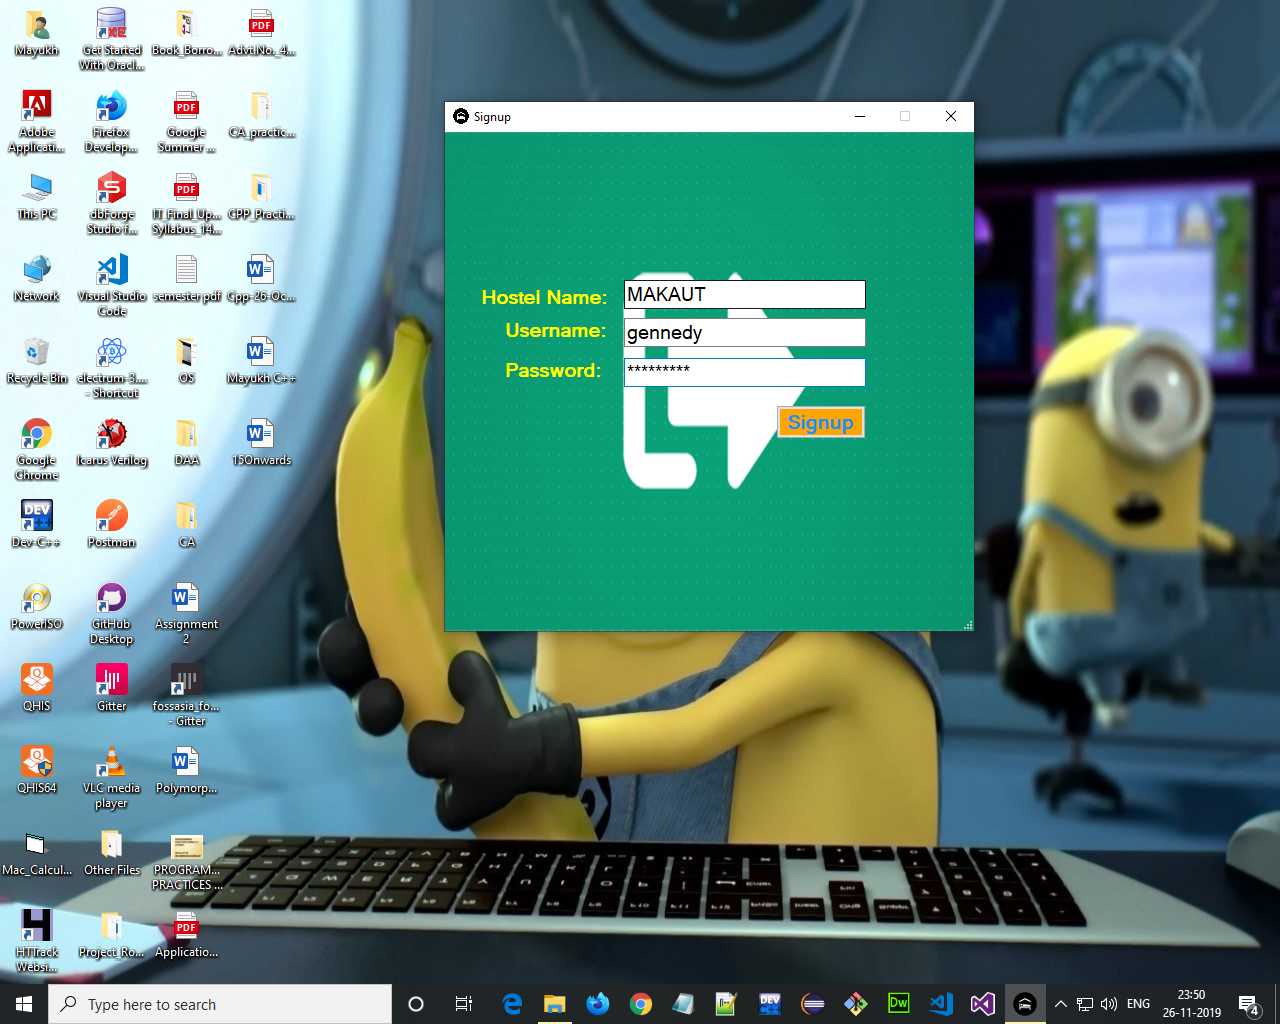 Mayukh
Get Started
With Oracl...
Book_Borro...
Advt.No._4...
Adobe
Applicati...
Firefox
Develop...
Google
Summer ...
CA_practic...
This PC
dbForge
Studio f...
IT_Final_Up...
Syllabus_14...
CPP_Practi...
Network
Visual Studio
Code
semester pdf
Cpp-26-Oc...
Recycle Bin
electrum-3....
- Shortcut
OS
Mayukh C++
Google
Chrome
Icarus Verilog
DAA
15Onwards
Dev-C++
Postman
CA
PowerISO
GitHub
Desktop
Assignment
2
QHIS
Gitter
fossasia_fo...
- Gitter
QHIS64
VLC media
player
Polymorp...
Mac_Calcul...
Other Files
PROGRAM...
PRACTICES ...
HTTrack
Websi...
Project_Ro...
Applicatio...
Signup
Hostel Name: MAKAUT
Username: gennedy
Password: *********
Signup
Type here to search
ENG
23:50
26-11-2019
4